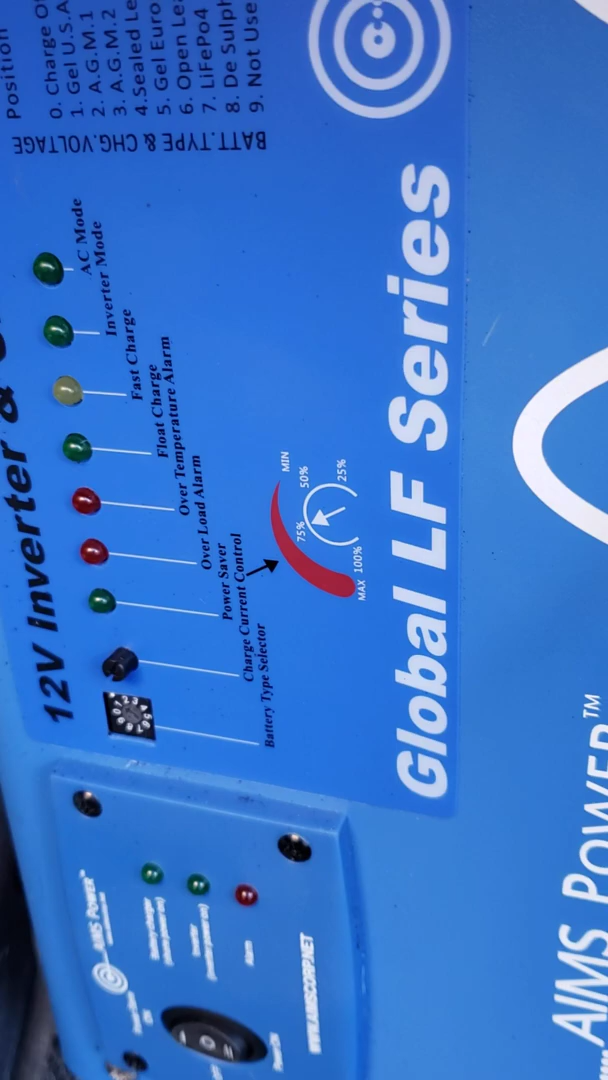 12V Inverter &
Position
0. Charge
1. Gel U.S.A
2. A.G.M.1
3. A.G.M.2
4.Sealed
5. Gel Euro
6. Open
7. LiFePo4
8. De
9. Not Use
BATT.TYPE & CHG.VOLTAGE
AC Mode
Inverter Mode
Fast Charge
Float Charge
Over Temperature Alarm
Over Load Alarm
Power Saver
Charge Current Control
Battery Type Selector
MIN
25%
50%
75%
100%
MAX
Global LF Series
AIMS POWER™
Alarm
WWW.AIMSCORP.NET
AIMS POWER™